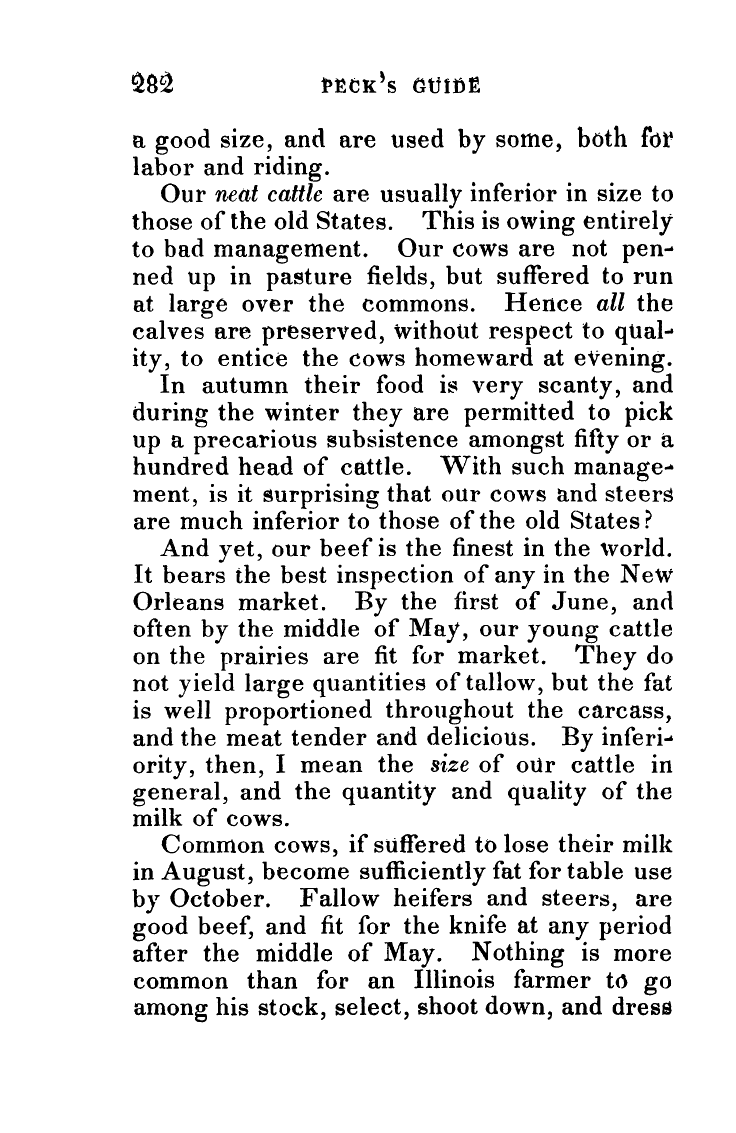 282 PECK'S GUIDE
a good size, and are used by some, both for
labor and riding.
Our neat cattle are usually inferior in size to
those of the old States. This is owing entirely
to bad management. Our cows are not pen-
ned up in pasture fields, but suffered to run
at large over the commons. Hence all the
calves are preserved, without respect to qual-
ity, to entice the cows homeward at evening.
In autumn their food is very scanty, and
during the winter they are permitted to pick
up a precarious subsistence amongst fifty or a
hundred head of cattle. With such manage-
ment, is it surprising that our cows and steers
are much inferior to those of the old States?
And yet, our beef is the finest in the world.
It bears the best inspection of any in the New
Orleans market. By the first of June, and
often by the middle of May, our young cattle
on the prairies are fit for market. They do
not yield large quantities of tallow, but the fat
is well proportioned throughout the carcass,
and the meat tender and delicious. By inferi-
ority, then, I mean the size of our cattle in
general, and the quantity and quality of the
milk of cows.
Common cows, if suffered to lose their milk
in August, become sufficiently fat for table use
by October. Fallow heifers and steers, are
good beef, and fit for the knife at any period
after the middle of May. Nothing is more
common than for an Illinois farmer to go
among his stock, select, shoot down, and dress